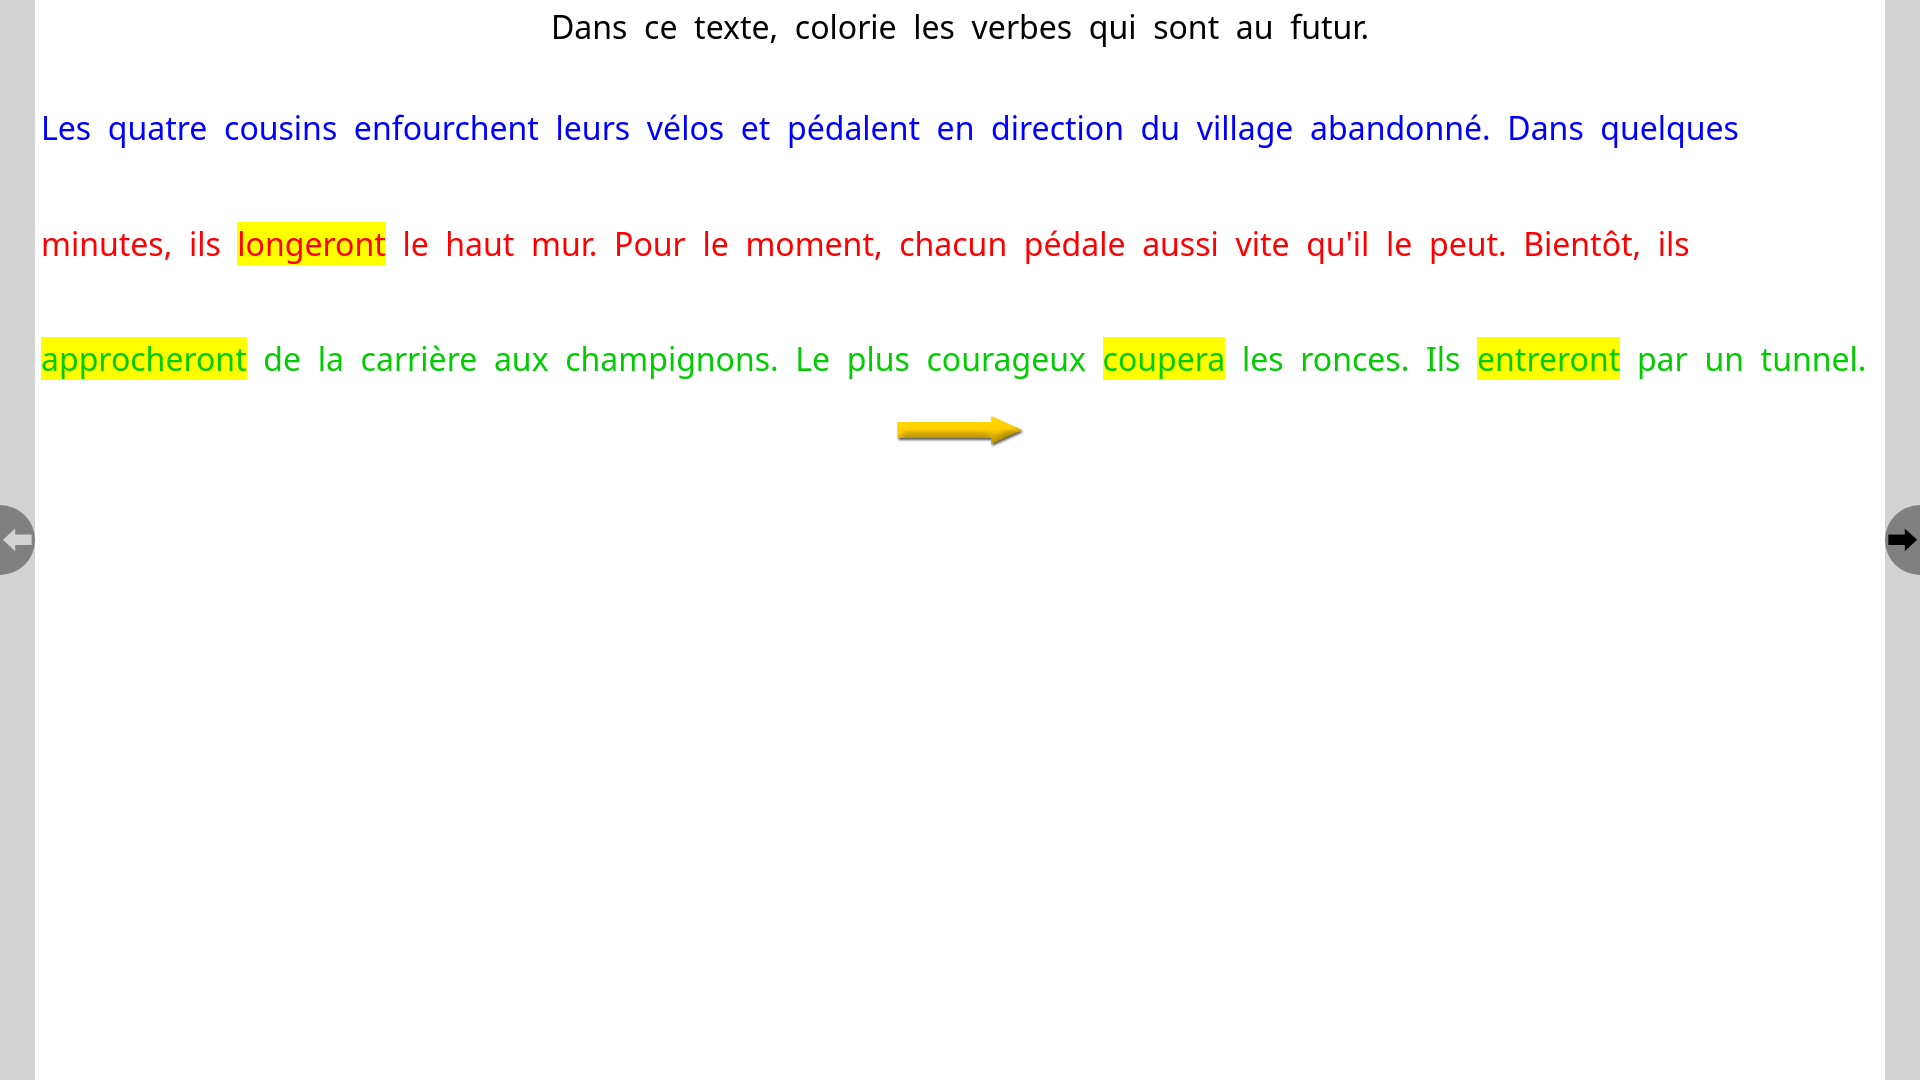 Dans ce texte, colorie les verbes qui sont au futur.
Les quatre cousins enfourchent leurs vélos et pédalent en direction du village abandonné. Dans quelques
minutes, ils longeront le haut mur. Pour le moment, chacun pédale aussi vite qu'il le peut. Bientôt, ils
approcheront de la carrière aux champignons. Le plus courageux coupera les ronces. Ils entreront par un tunnel.